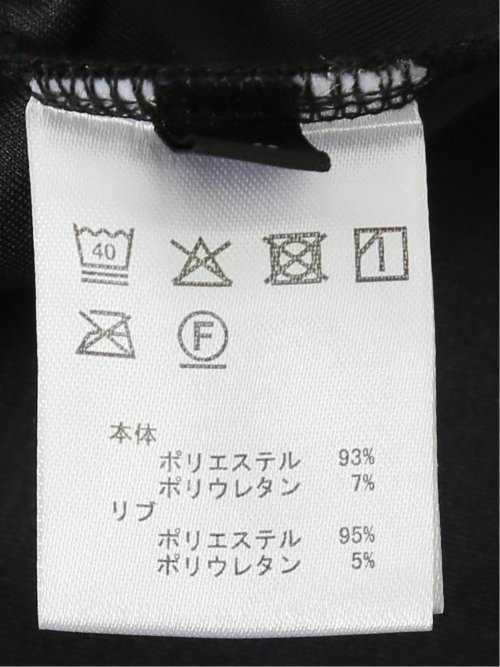 40
F
本体
ポリエステル 93%
ポリウレタン 7%
リブ
ポリエステル 95%
ポリウレタン 5%